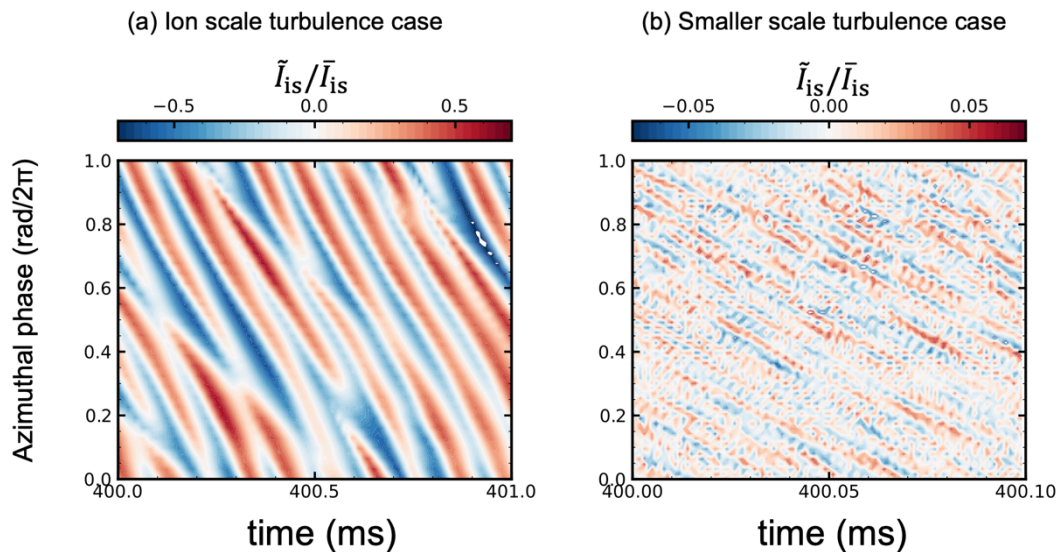 (a) Ion scale turbulence case
Ĩis/Īis
−0.5 0.0 0.5
Azimuthal phase (rad/2π)
1.0
0.8
0.6
0.4
0.2
0.0
400.0 400.5 401.0
time (ms)
(b) Smaller scale turbulence case
Ĩis/Īis
−0.05 0.00 0.05
1.0
0.8
0.6
0.4
0.2
0.0
400.00 400.05 400.10
time (ms)